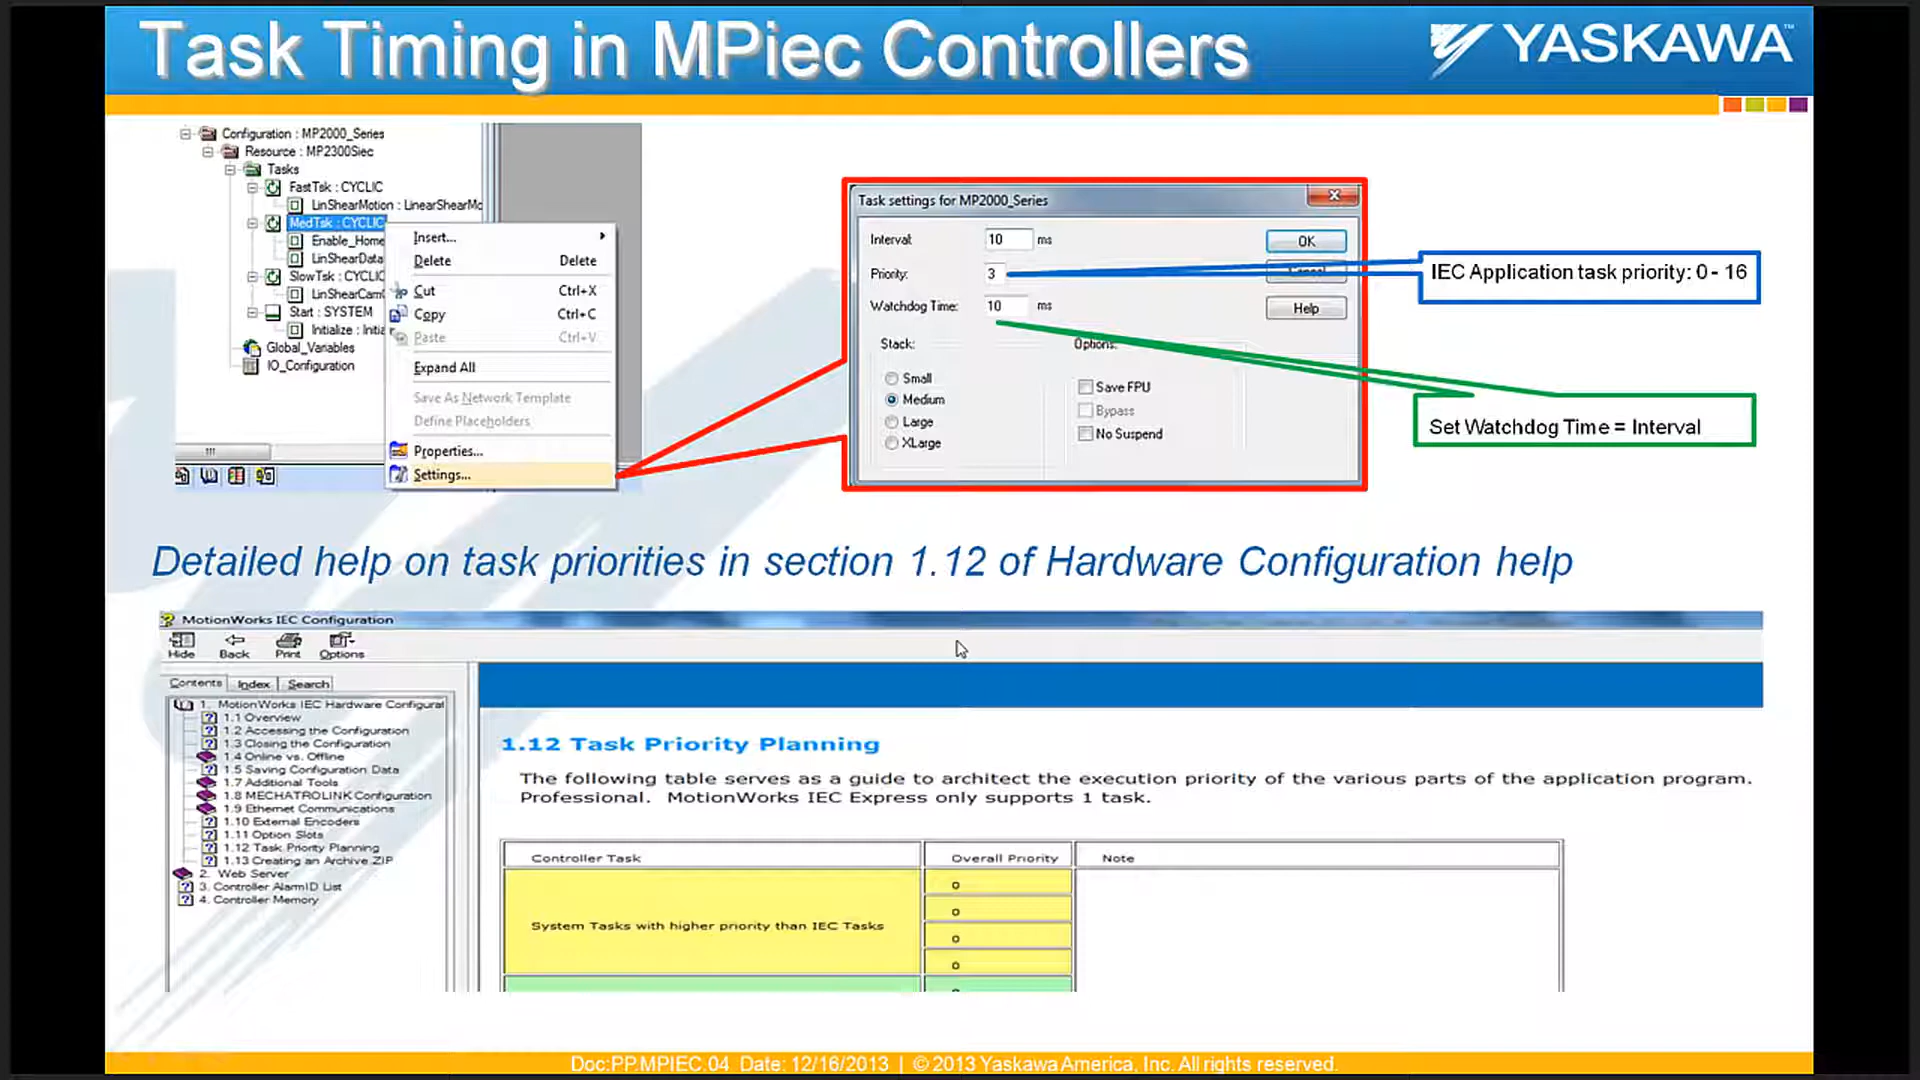 Task Timing in MPiec Controllers
YASKAWA™
Configuration : MP2000_Series
Resource : MP2300Siec
Tasks
FastTsk : CYCLIC
LinShearMotion : LinearShearMo
MedTsk : CYCLIC
Enable_Home
LinShearData
SlowTsk : CYCLIC
LinShearCam
Start : SYSTEM
Initialize : Initia
Global_Variables
IO_Configuration
Insert...
Delete Delete
Cut Ctrl+X
Copy Ctrl+C
Paste Ctrl+V
Expand All
Save As Network Template
Define Placeholders
Properties...
Settings...
Task settings for MP2000_Series
Interval: 10 ms
OK
Priority: 3
Cancel
Watchdog Time: 10 ms
Help
Stack:
Options:
Small
Medium
Large
XLarge
Save FPU
Bypass
No Suspend
IEC Application task priority: 0 - 16
Set Watchdog Time = Interval
Detailed help on task priorities in section 1.12 of Hardware Configuration help
MotionWorks IEC Configuration
Hide Back Print Options
Contents Index Search
1. MotionWorks IEC Hardware Configurat
1.1 Overview
1.2 Accessing the Configuration
1.3 Closing the Configuration
1.4 Online vs. Offline
1.5 Saving Configuration Data
1.7 Additional Tools
1.8 MECHATROLINK Configuration
1.9 Ethernet Communications
1.10 External Encoders
1.11 Option Slots
1.12 Task Priority Planning
1.13 Creating an Archive ZIP
2. Web Server
3. Controller AlarmID List
4. Controller Memory
1.12 Task Priority Planning
The following table serves as a guide to architect the execution priority of the various parts of the application program.
Professional. MotionWorks IEC Express only supports 1 task.
Controller Task Overall Priority Note
System Tasks with higher priority than IEC Tasks
0
0
0
0
Doc:PP.MPIEC.04 Date: 12/16/2013 | © 2013 Yaskawa America, Inc. All rights reserved.